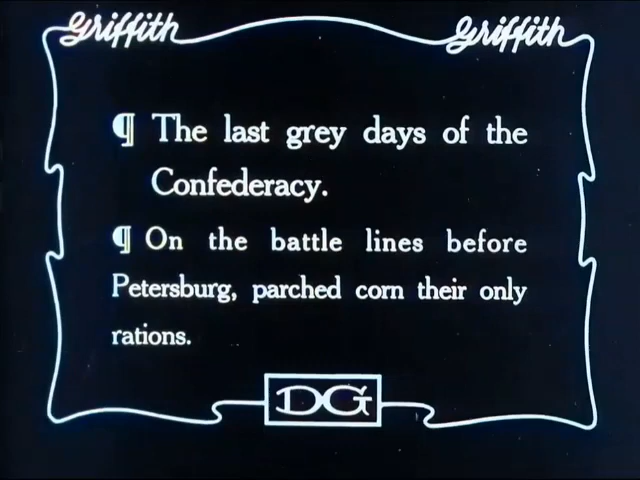 Griffith Griffith
¶ The last grey days of the
Confederacy.
¶ On the battle lines before
Petersburg, parched corn their only
rations.
DG